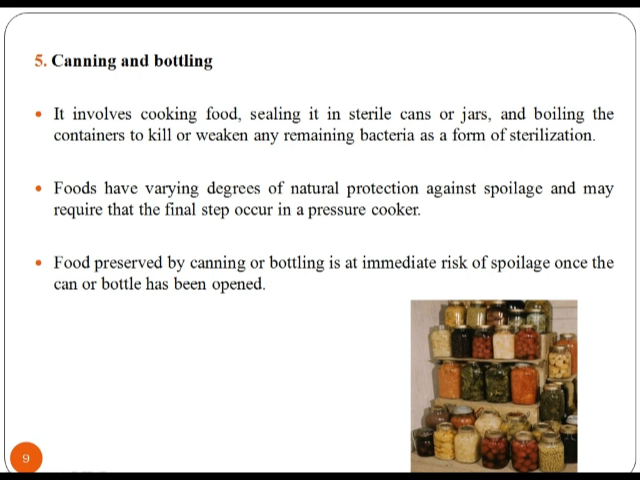 5. Canning and bottling
• It involves cooking food, sealing it in sterile cans or jars, and boiling the
containers to kill or weaken any remaining bacteria as a form of sterilization.
• Foods have varying degrees of natural protection against spoilage and may
require that the final step occur in a pressure cooker.
• Food preserved by canning or bottling is at immediate risk of spoilage once the
can or bottle has been opened.
9